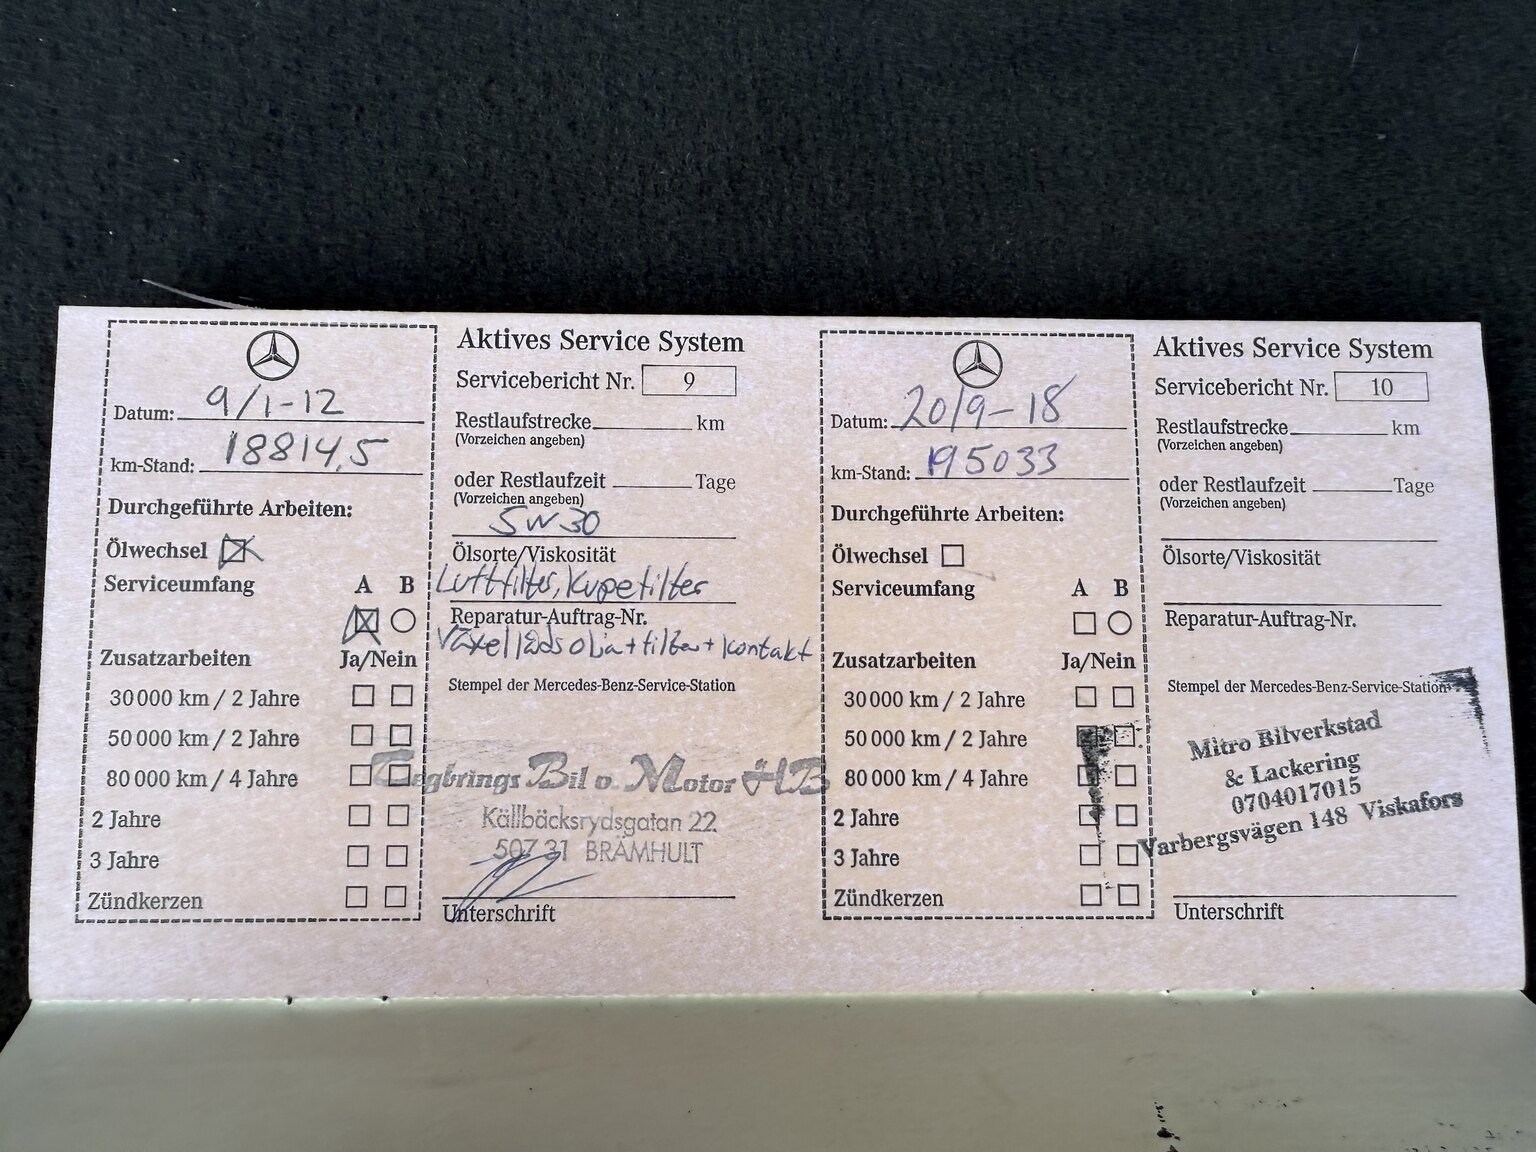 Datum: 9/1-12
km-Stand: 188145
Durchgeführte Arbeiten:
Ölwechsel
Serviceumfang A B
Zusatzarbeiten Ja/Nein
30 000 km / 2 Jahre
50 000 km / 2 Jahre
80 000 km / 4 Jahre
2 Jahre
3 Jahre
Zündkerzen
Aktives Service System
Servicebericht Nr. 9
Restlaufstrecke km
(Vorzeichen angeben)
oder Restlaufzeit Tage
(Vorzeichen angeben)
5W30
Ölsorte/Viskosität
Luftfilter, Kupefilter
Reparatur-Auftrag-Nr.
Växellådsolja + filter + kontakt
Stempel der Mercedes-Benz-Service-Station
Bil o. Motor HB
Källbäcksrydsgatan 22
507 31 BRÄMHULT
Unterschrift
Datum: 20/9-18
km-Stand: 195033
Durchgeführte Arbeiten:
Ölwechsel
Serviceumfang A B
Zusatzarbeiten Ja/Nein
30 000 km / 2 Jahre
50 000 km / 2 Jahre
80 000 km / 4 Jahre
2 Jahre
3 Jahre
Zündkerzen
Aktives Service System
Servicebericht Nr. 10
Restlaufstrecke km
(Vorzeichen angeben)
oder Restlaufzeit Tage
(Vorzeichen angeben)
Ölsorte/Viskosität
Reparatur-Auftrag-Nr.
Stempel der Mercedes-Benz-Service-Station
Mitro Bilverkstad
& Lackering
0704017015
Varbergsvägen 148 Viskafors
Unterschrift